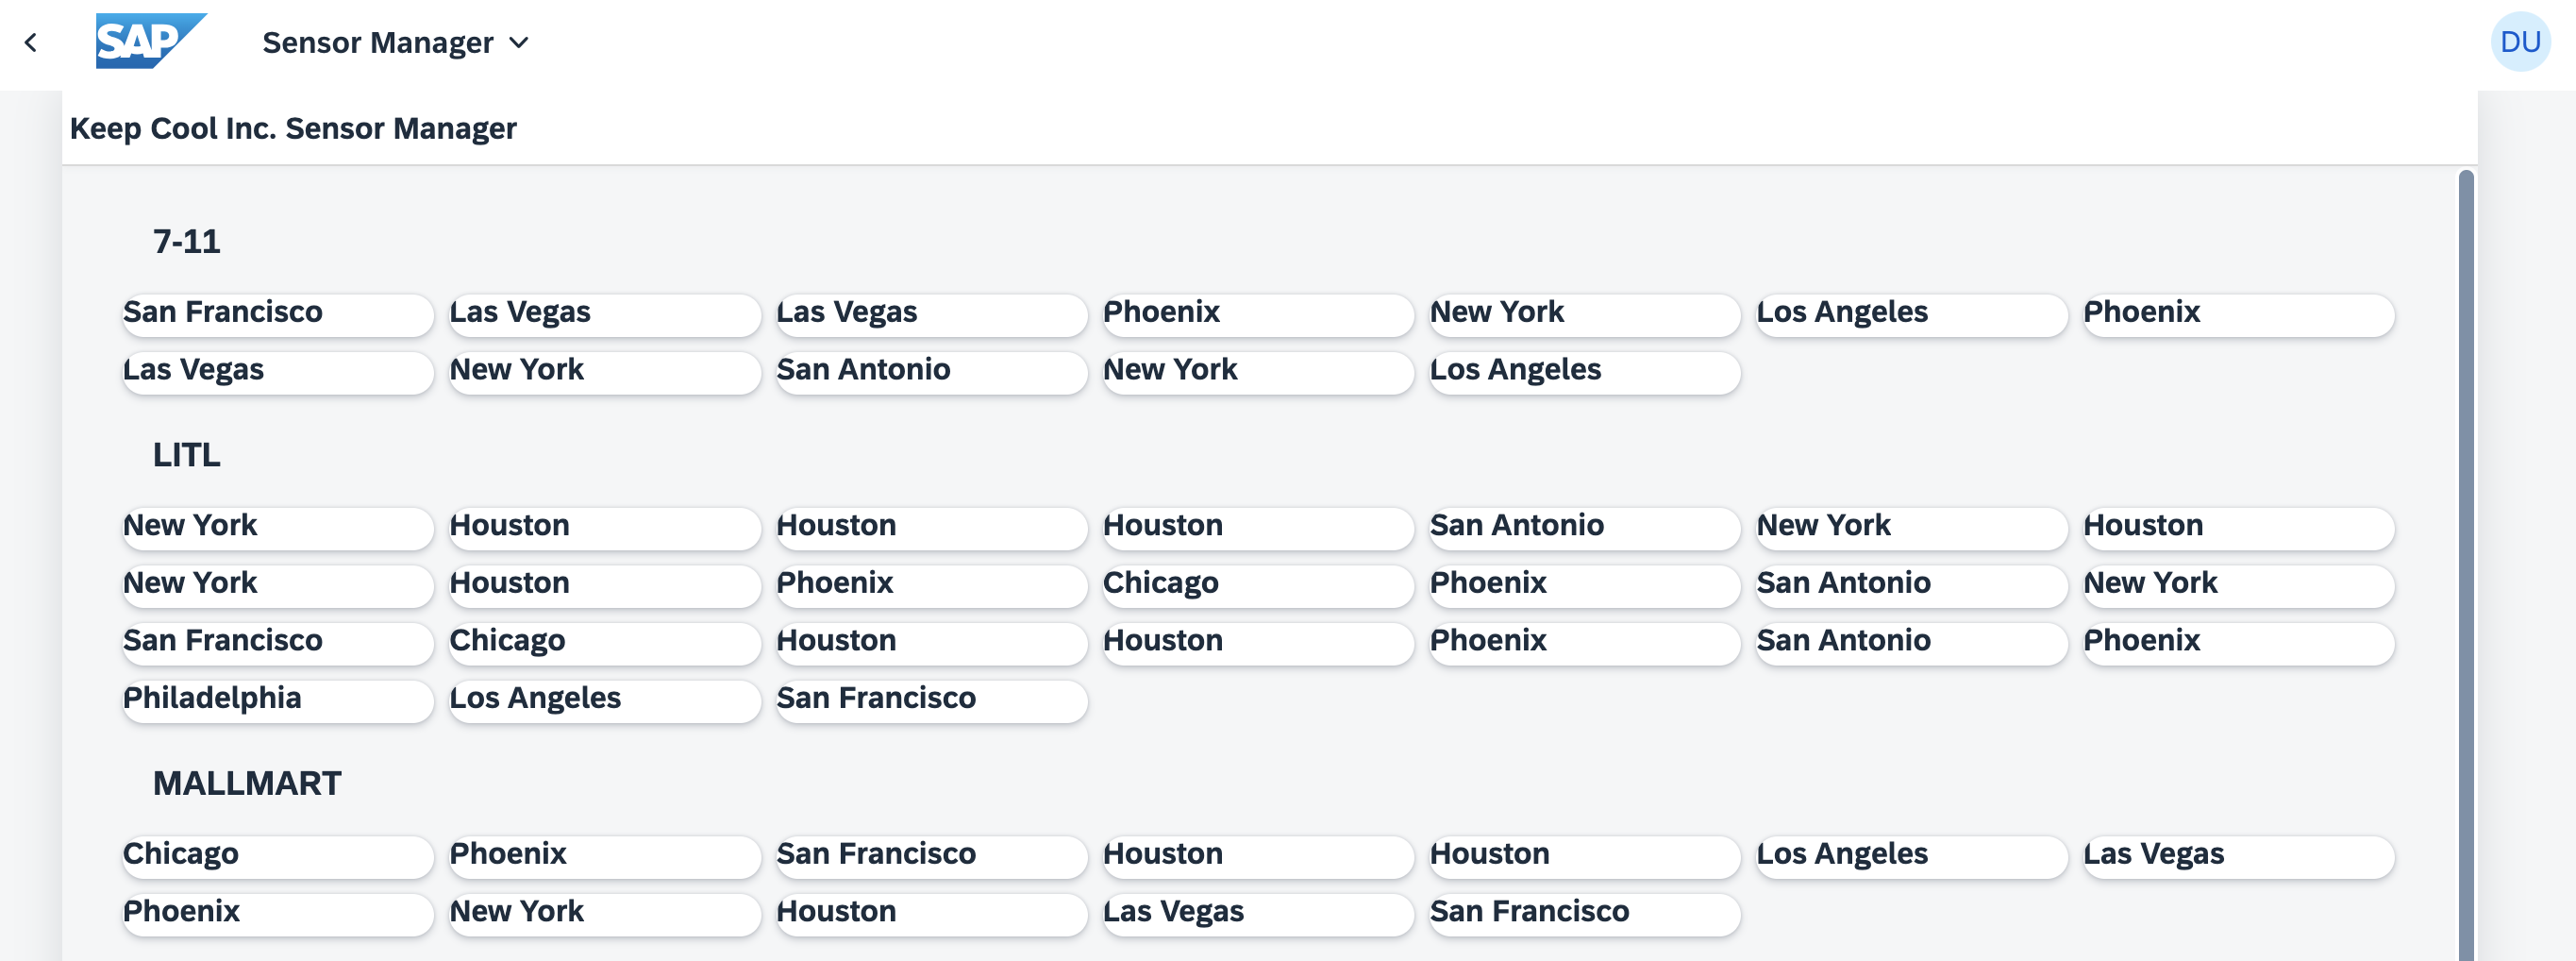 SAP Sensor Manager DU
Keep Cool Inc. Sensor Manager
7-11
San Francisco Las Vegas Las Vegas Phoenix New York Los Angeles Phoenix
Las Vegas New York San Antonio New York Los Angeles
LITL
New York Houston Houston Houston San Antonio New York Houston
New York Houston Phoenix Chicago Phoenix San Antonio New York
San Francisco Chicago Houston Houston Phoenix San Antonio Phoenix
Philadelphia Los Angeles San Francisco
MALLMART
Chicago Phoenix San Francisco Houston Houston Los Angeles Las Vegas
Phoenix New York Houston Las Vegas San Francisco